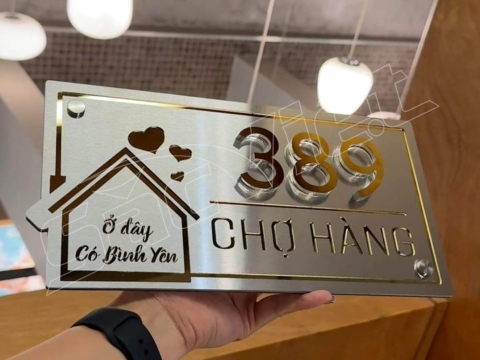 389
CHỢ HÀNG
Ở đây
Có Bình Yên